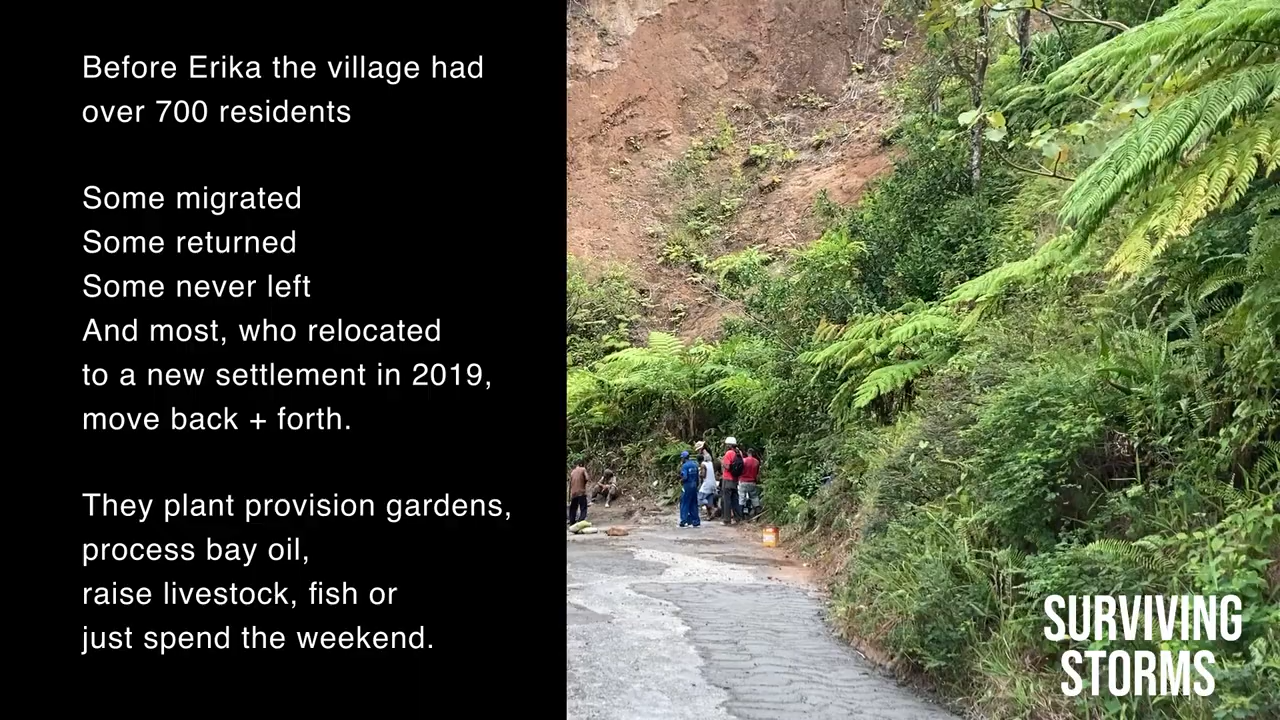 Before Erika the village had
over 700 residents
Some migrated
Some returned
Some never left
And most, who relocated
to a new settlement in 2019,
move back + forth.
They plant provision gardens,
process bay oil,
raise livestock, fish or
just spend the weekend.
SURVIVING
STORMS